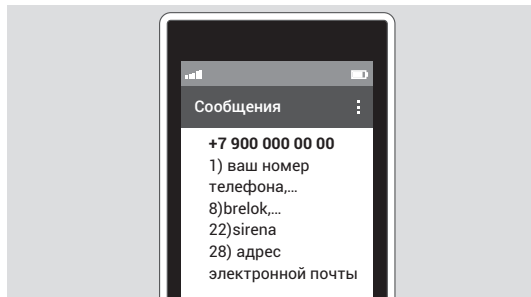 Сообщения
+7 900 000 00 00
1) ваш номер
телефона,...
8)brelok,...
22)sirena
28) адрес
электронной почты